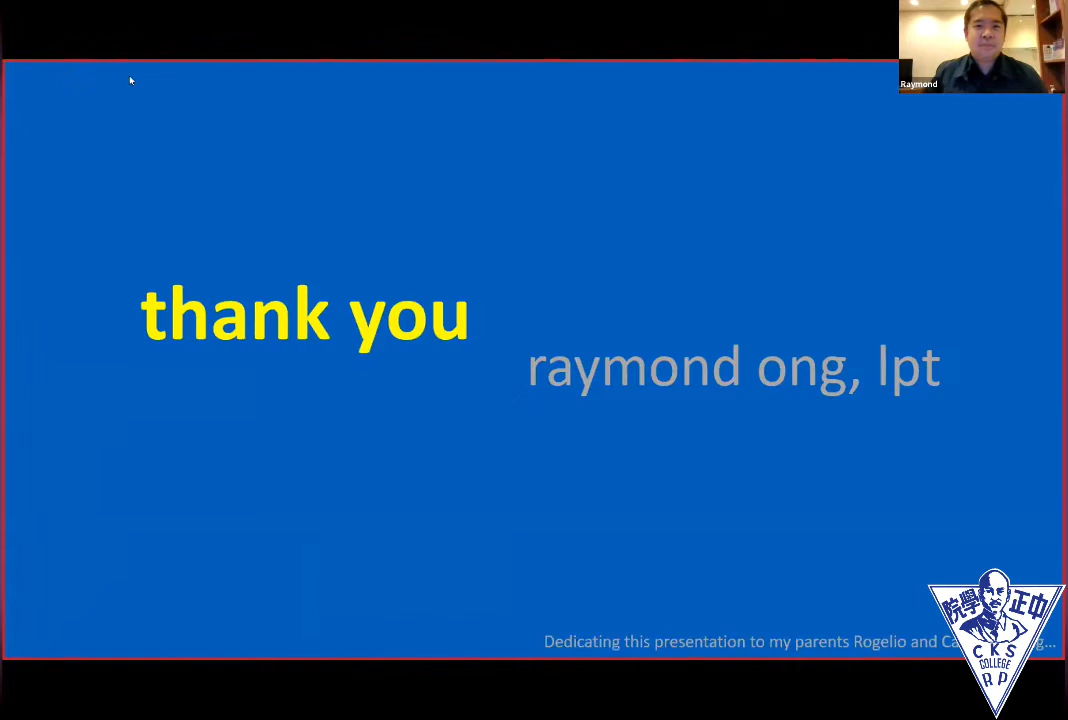 Raymond
thank you
raymond ong, lpt
Dedicating this presentation to my parents Rogelio and
院學 正中
CKS
COLLEGE
R P